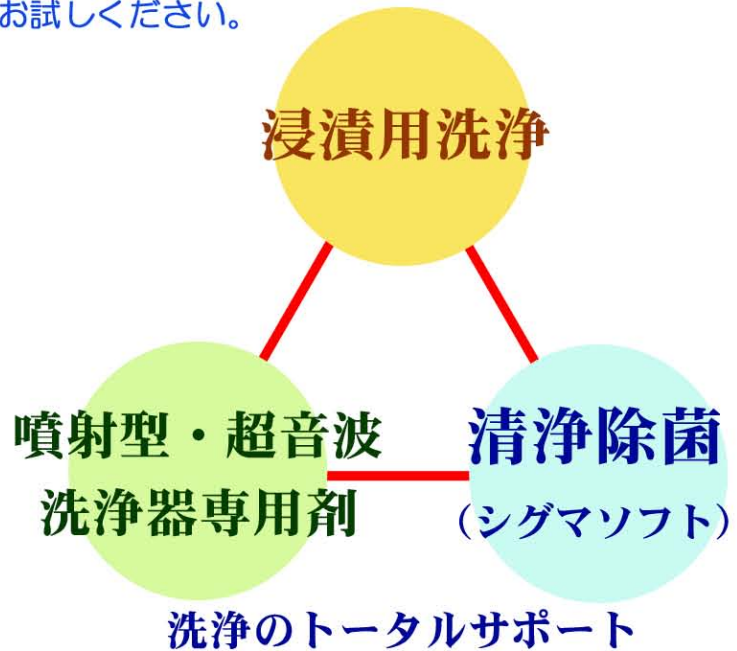 お試しください。
浸漬用洗浄
噴射型・超音波
洗浄器専用剤
清浄除菌
（シグマソフト）
洗浄のトータルサポート